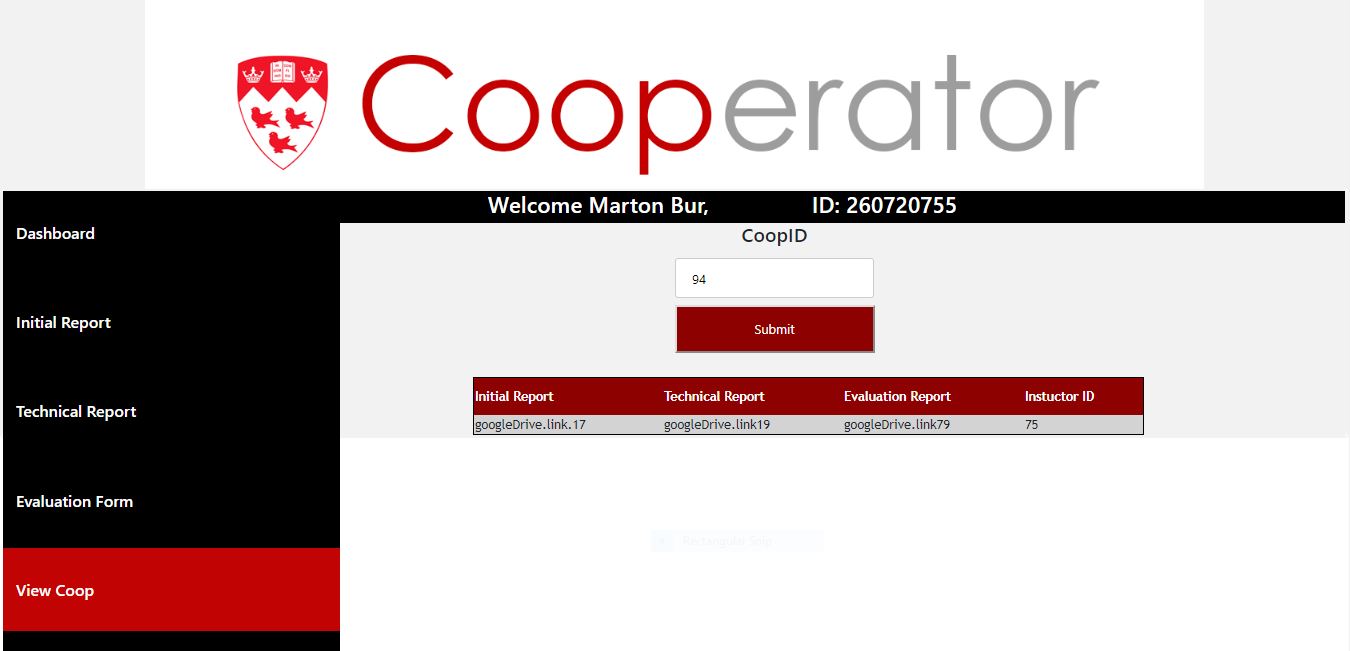 Cooperator
Welcome Marton Bur, ID: 260720755
Dashboard
Initial Report
Technical Report
Evaluation Form
View Coop
CoopID
94
Submit
Initial Report Technical Report Evaluation Report Instuctor ID
googleDrive.link.17 googleDrive.link19 googleDrive.link79 75
Rectangular Snip